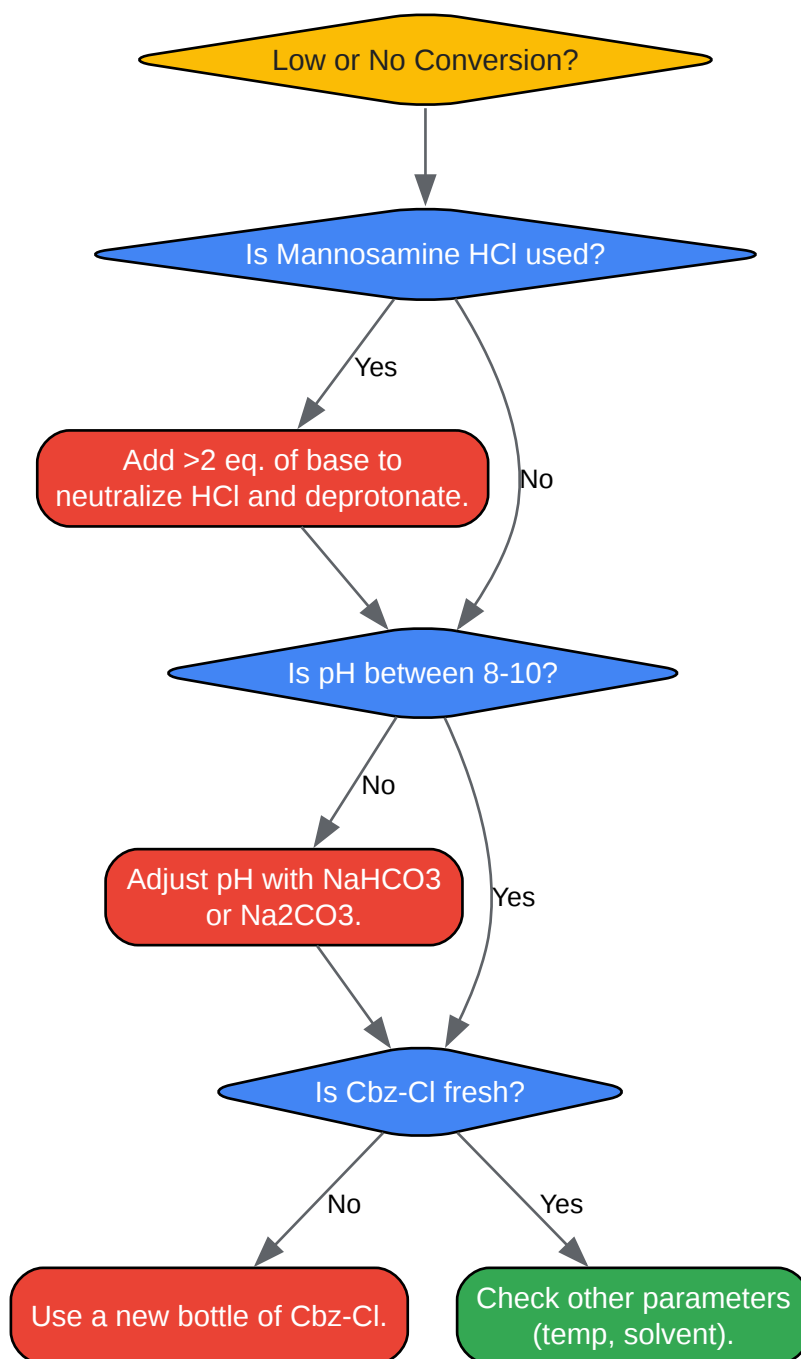 Low or No Conversion?
Is Mannosamine HCl used?
Yes
Add >2 eq. of base to
neutralize HCl and deprotonate.
No
Is pH between 8-10?
No
Adjust pH with NaHCO3
or Na2CO3.
Yes
Is Cbz-Cl fresh?
No
Yes
Use a new bottle of Cbz-Cl.
Check other parameters
(temp, solvent).